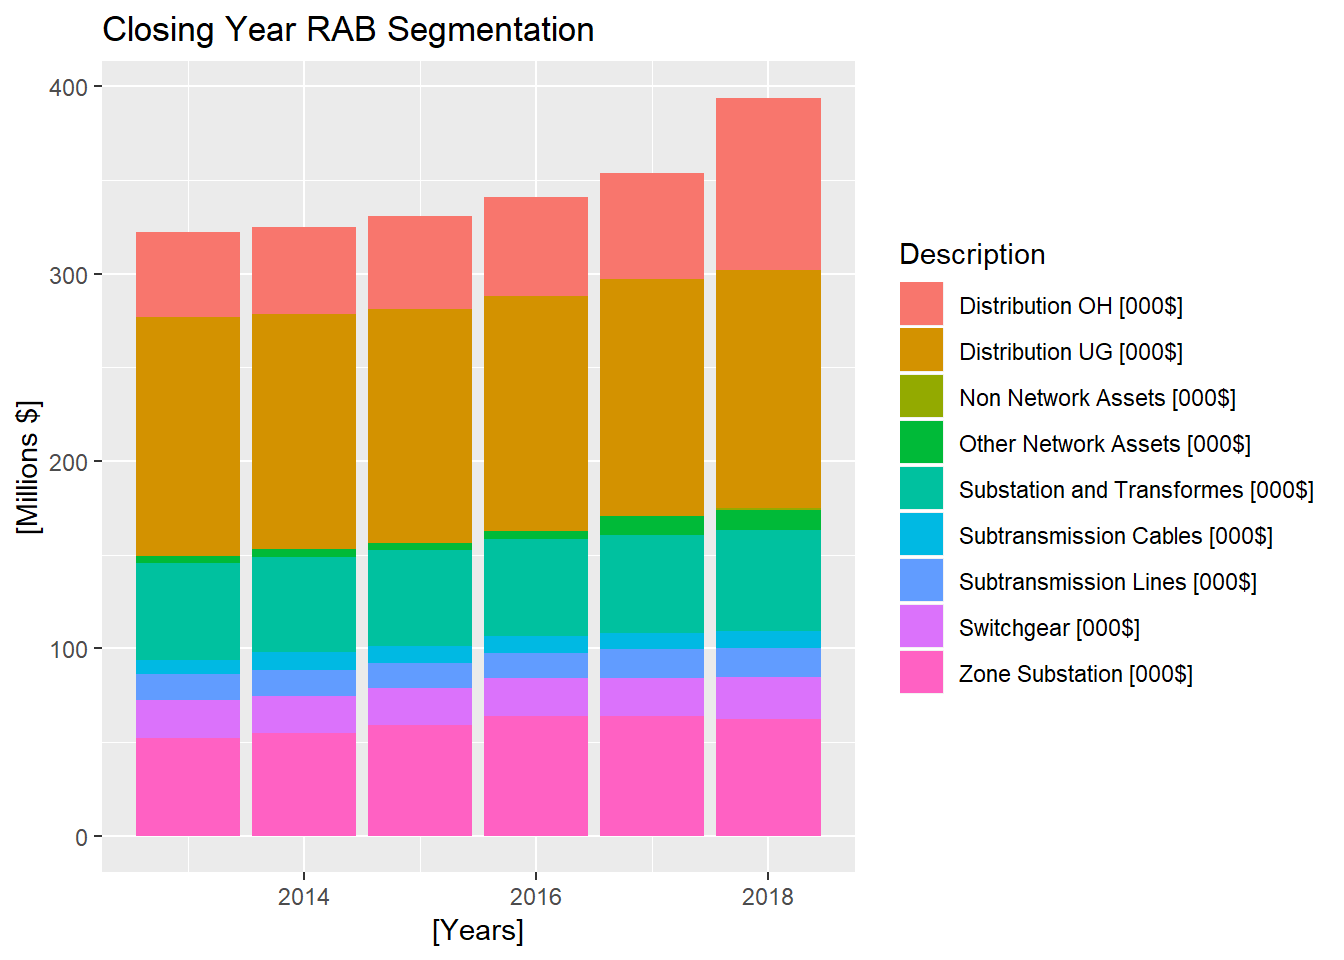 Closing Year RAB Segmentation
400
300
200
100
0
[Millions $]
2014
2016
2018
[Years]
Description
Distribution OH [000$]
Distribution UG [000$]
Non Network Assets [000$]
Other Network Assets [000$]
Substation and Transformes [000$]
Subtransmission Cables [000$]
Subtransmission Lines [000$]
Switchgear [000$]
Zone Substation [000$]